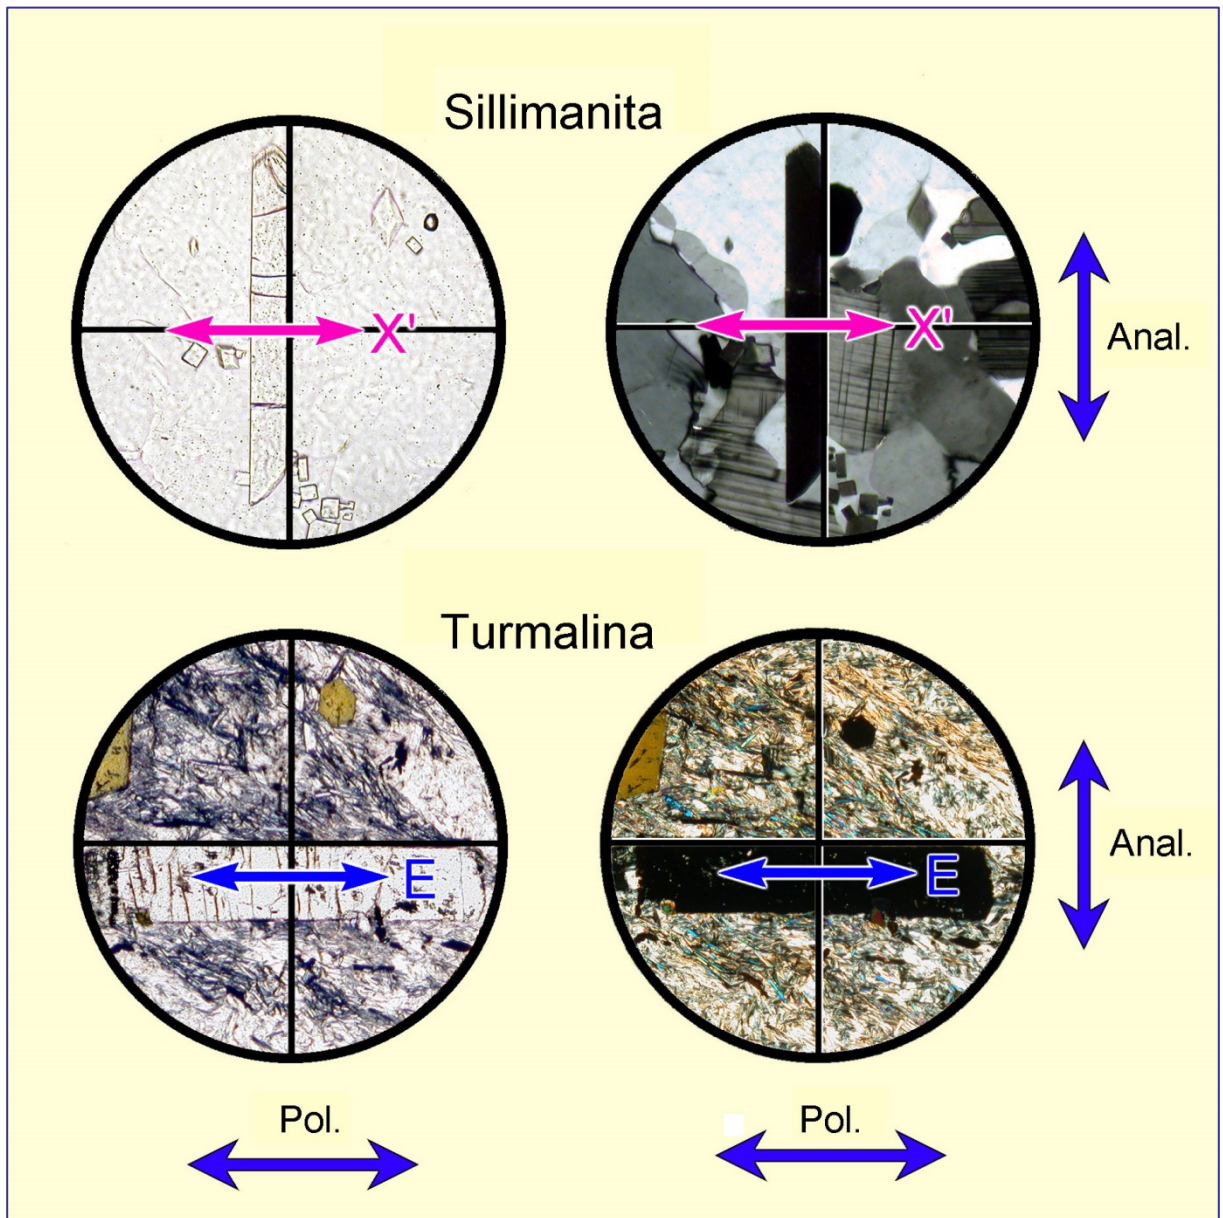 Sillimanita
X'
X'
Anal.
Turmalina
E
E
Anal.
Pol.
Pol.